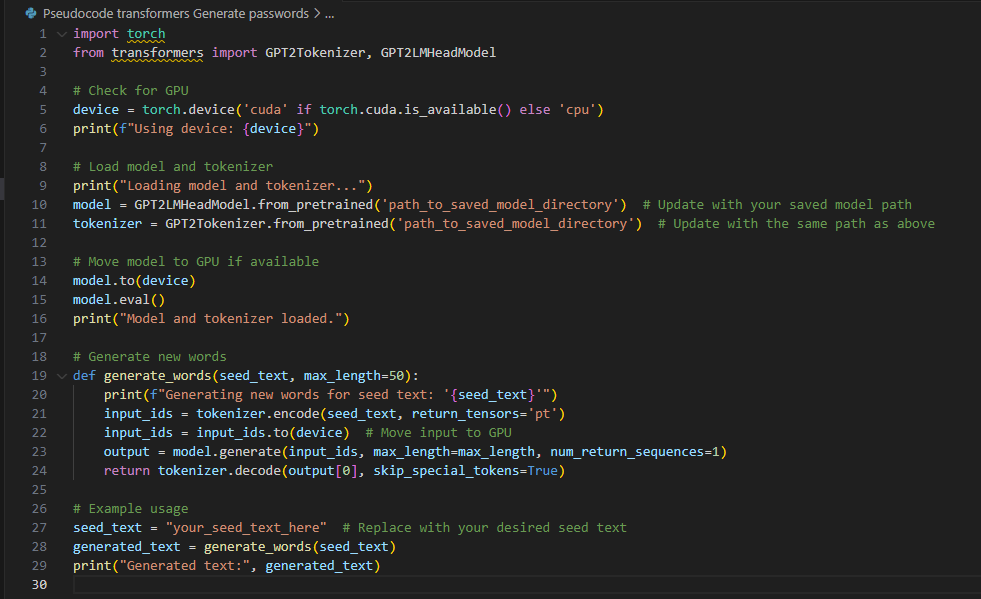 Pseudocode transformers Generate passwords > ...
1 import torch
2 from transformers import GPT2Tokenizer, GPT2LMHeadModel
3
4 # Check for GPU
5 device = torch.device('cuda' if torch.cuda.is_available() else 'cpu')
6 print(f"Using device: {device}")
7
8 # Load model and tokenizer
9 print("Loading model and tokenizer...")
10 model = GPT2LMHeadModel.from_pretrained('path_to_saved_model_directory')  # Update with your saved model path
11 tokenizer = GPT2Tokenizer.from_pretrained('path_to_saved_model_directory')  # Update with the same path as above
12
13 # Move model to GPU if available
14 model.to(device)
15 model.eval()
16 print("Model and tokenizer loaded.")
17
18 # Generate new words
19 def generate_words(seed_text, max_length=50):
20     print(f"Generating new words for seed text: '{seed_text}'")
21     input_ids = tokenizer.encode(seed_text, return_tensors='pt')
22     input_ids = input_ids.to(device)  # Move input to GPU
23     output = model.generate(input_ids, max_length=max_length, num_return_sequences=1)
24     return tokenizer.decode(output[0], skip_special_tokens=True)
25
26 # Example usage
27 seed_text = "your_seed_text_here"  # Replace with your desired seed text
28 generated_text = generate_words(seed_text)
29 print("Generated text:", generated_text)
30